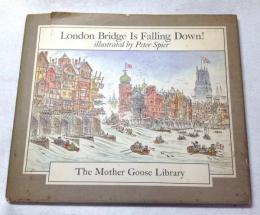 London Bridge Is Falling Down!
illustrated by Peter Spier
The Mother Goose Library